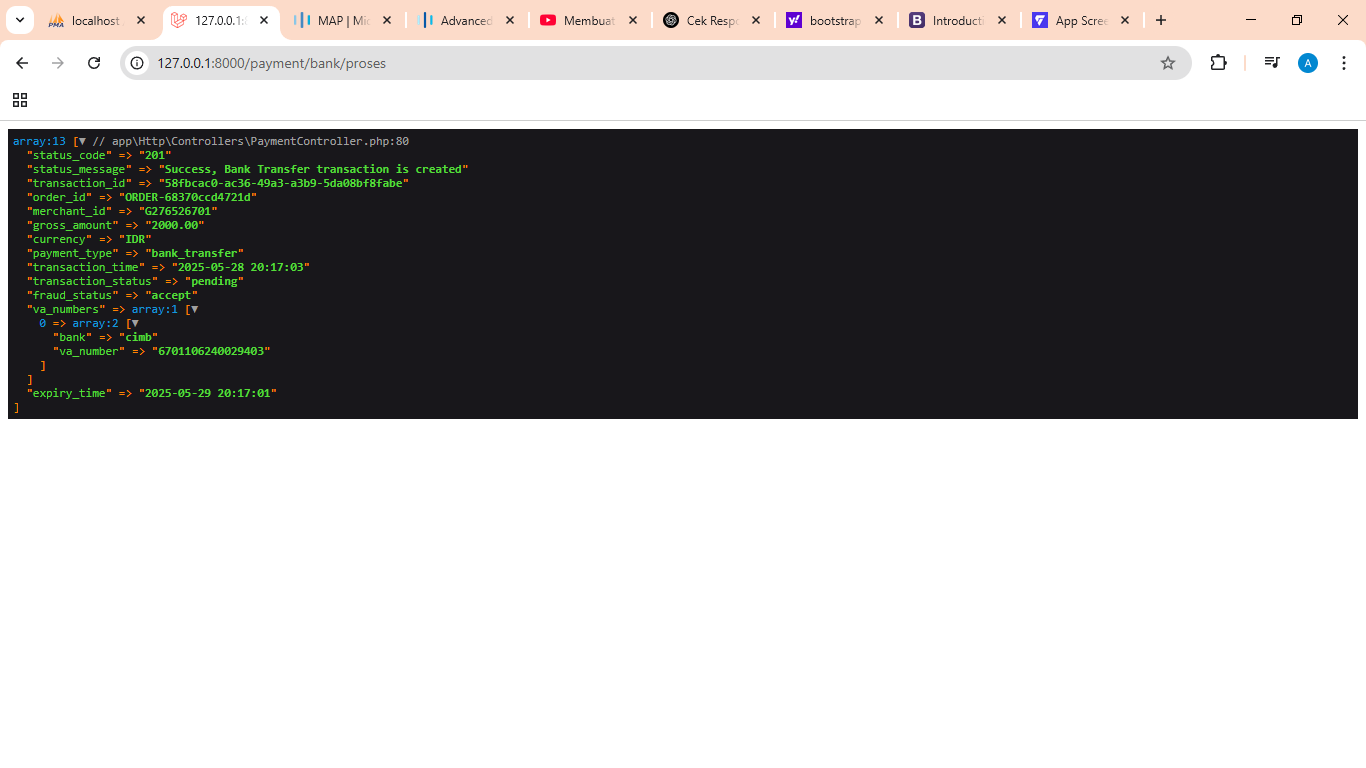 localhost
127.0.0.1:8
MAP | Mic
Advanced
Membuat
Cek Respo
bootstrap
Introducti
App Scree
127.0.0.1:8000/payment/bank/proses
A
array:13 [▼ // app\Http\Controllers\PaymentController.php:80
"status_code" => "201"
"status_message" => "Success, Bank Transfer transaction is created"
"transaction_id" => "58fbcac0-ac36-49a3-a3b9-5da08bf8fabe"
"order_id" => "ORDER-68370ccd4721d"
"merchant_id" => "G276526701"
"gross_amount" => "2000.00"
"currency" => "IDR"
"payment_type" => "bank_transfer"
"transaction_time" => "2025-05-28 20:17:03"
"transaction_status" => "pending"
"fraud_status" => "accept"
"va_numbers" => array:1 [▼
0 => array:2 [▼
"bank" => "cimb"
"va_number" => "6701106240029403"
]
]
"expiry_time" => "2025-05-29 20:17:01"
]